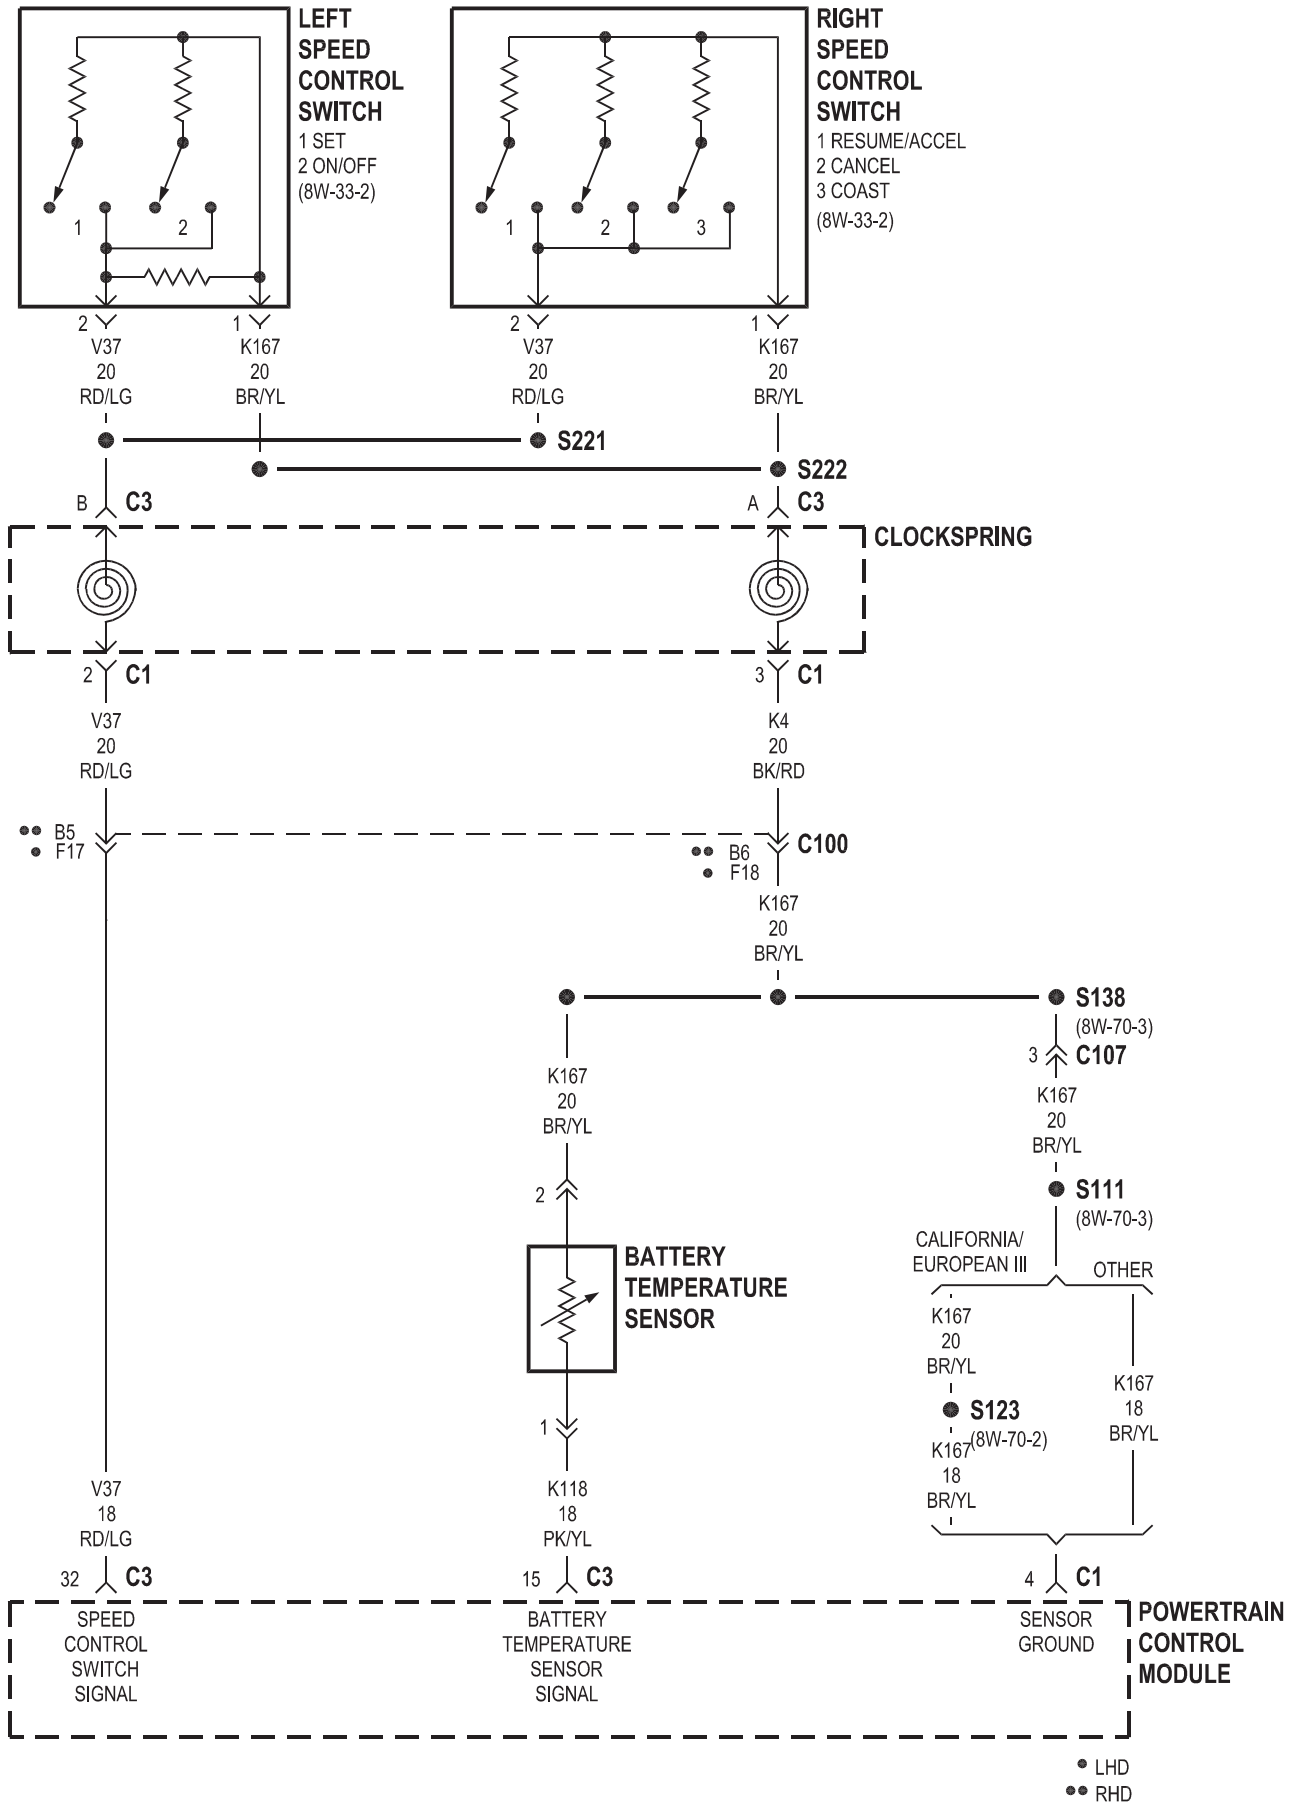 LEFT
SPEED
CONTROL
SWITCH
1 SET
2 ON/OFF
(8W-33-2)
1
2
RIGHT
SPEED
CONTROL
SWITCH
1 RESUME/ACCEL
2 CANCEL
3 COAST
(8W-33-2)
1
2
3
2
V37
20
RD/LG
1
K167
20
BR/YL
2
V37
20
RD/LG
1
K167
20
BR/YL
S221
S222
B
C3
A
C3
CLOCKSPRING
2
C1
3
C1
V37
20
RD/LG
K4
20
BK/RD
B5
F17
C100
B6
F18
K167
20
BR/YL
S138
(8W-70-3)
3
C107
K167
20
BR/YL
K167
20
BR/YL
S111
(8W-70-3)
2
CALIFORNIA/
EUROPEAN III
OTHER
BATTERY
TEMPERATURE
SENSOR
K167
20
BR/YL
K167
18
BR/YL
S123
(8W-70-2)
K167
18
BR/YL
1
V37
18
RD/LG
K118
18
PK/YL
32
C3
15
C3
4
C1
SPEED
CONTROL
SWITCH
SIGNAL
BATTERY
TEMPERATURE
SENSOR
SIGNAL
SENSOR
GROUND
POWERTRAIN
CONTROL
MODULE
LHD
RHD